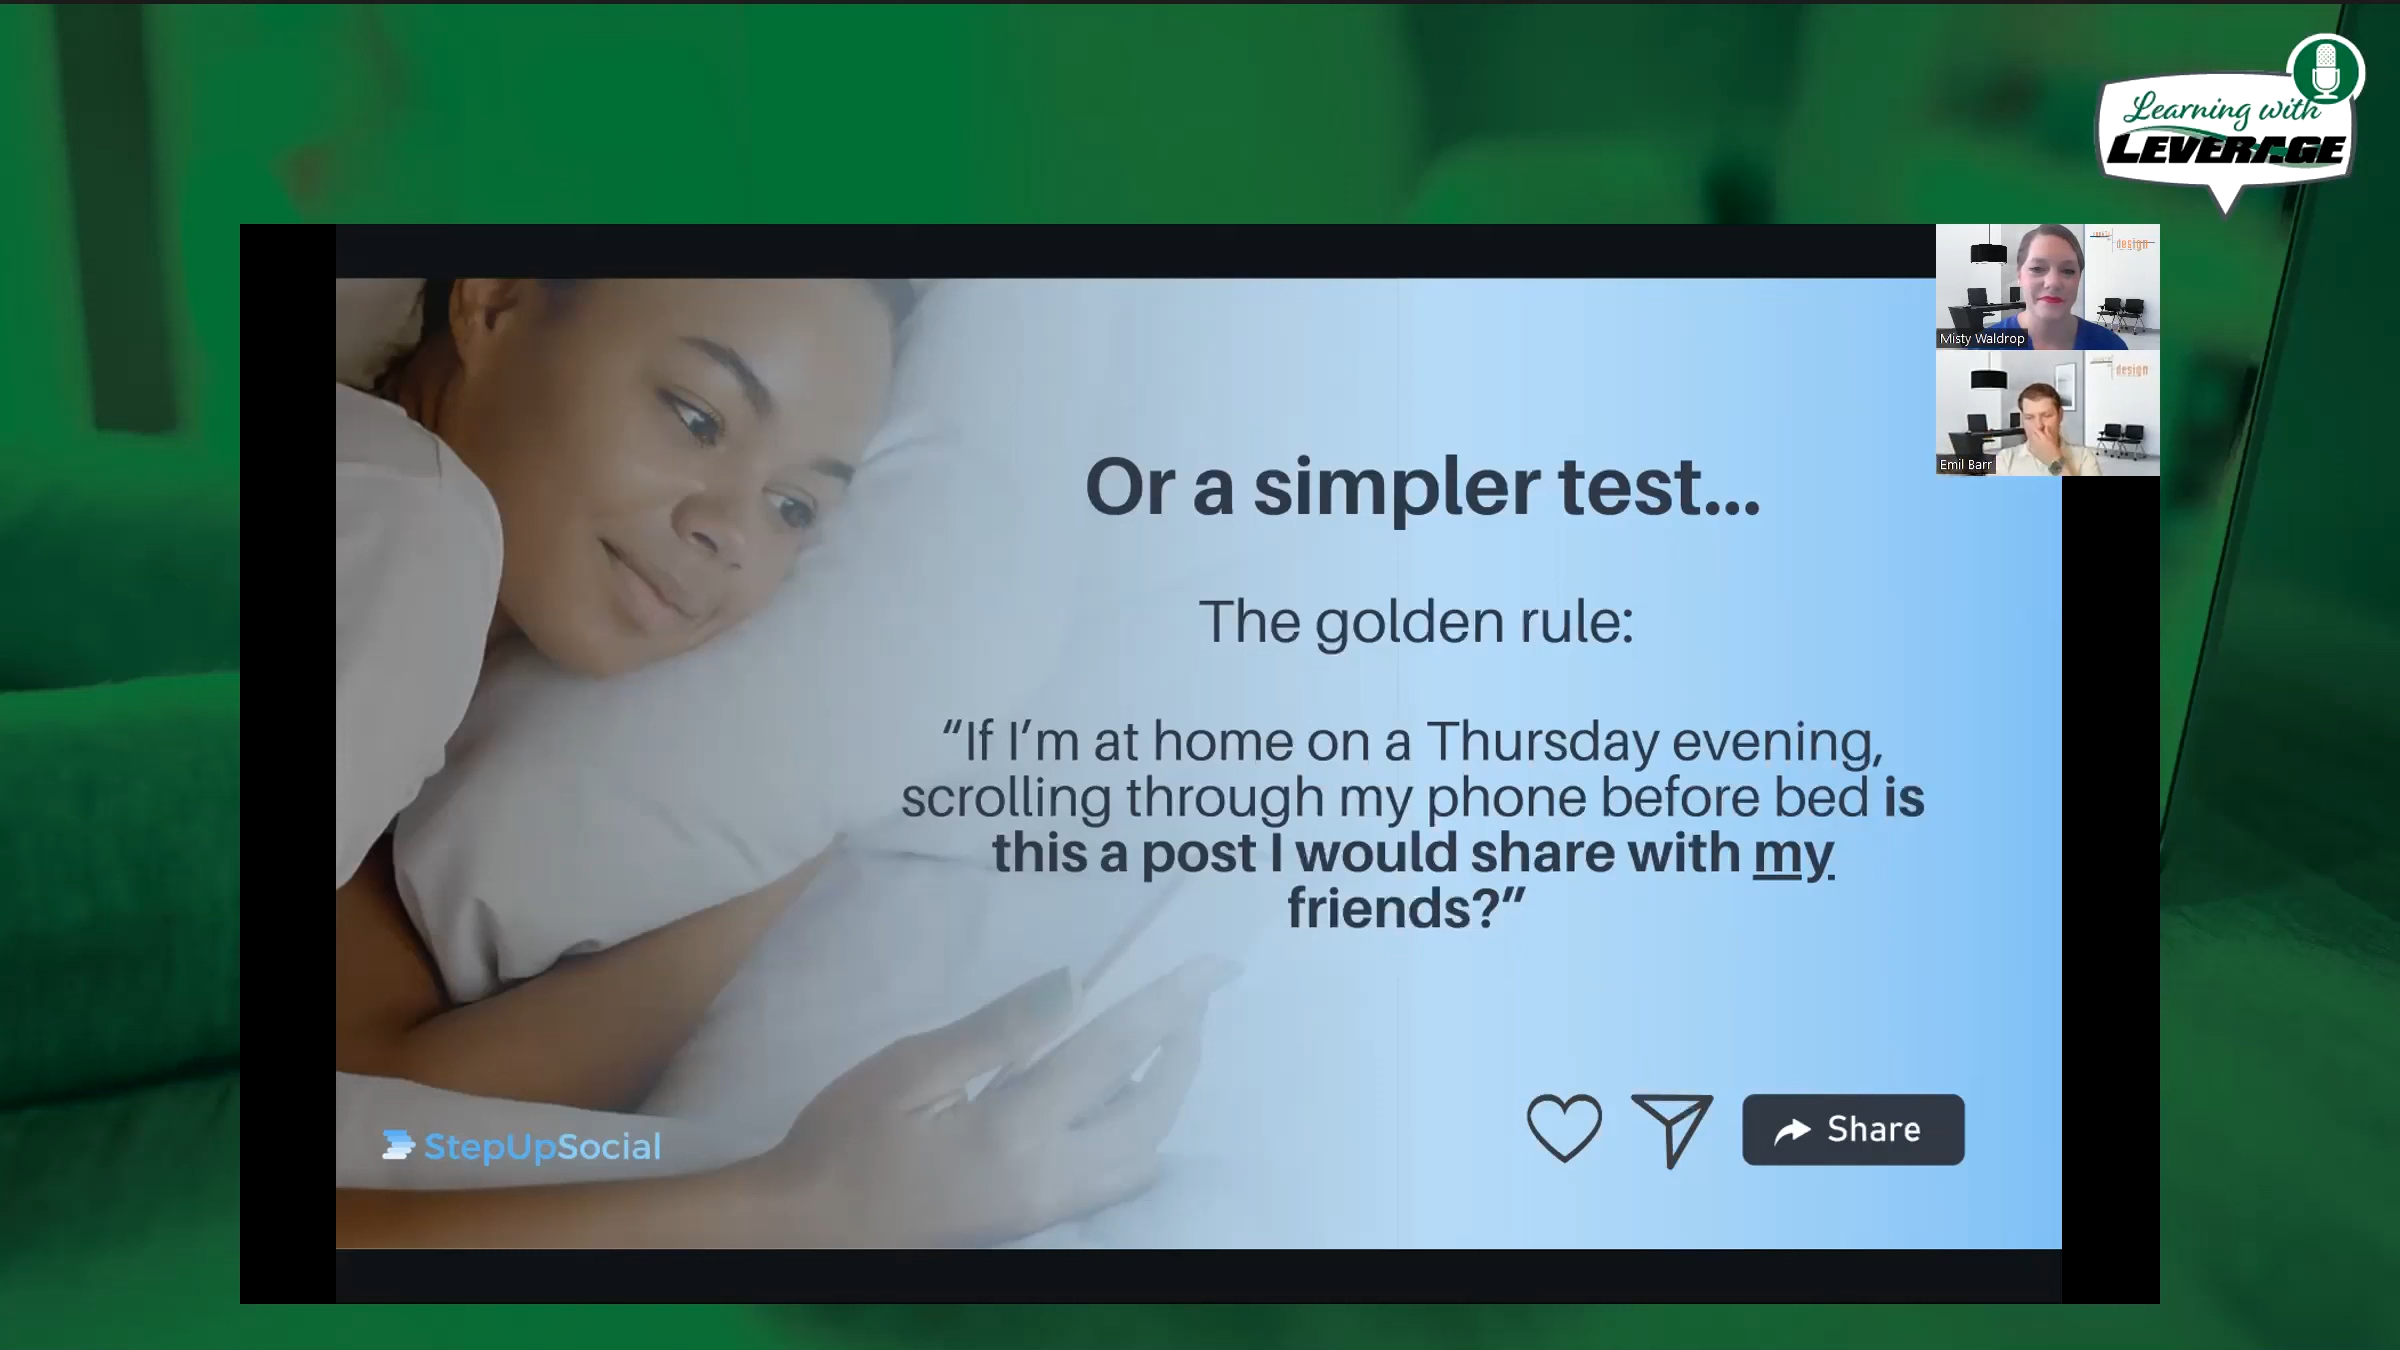 Learning with
LEVERAGE
design
Misty Waldrop
design
Emil Barr
Or a simpler test...
The golden rule:
“If I’m at home on a Thursday evening,
scrolling through my phone before bed is
this a post I would share with my
friends?”
StepUpSocial
Share